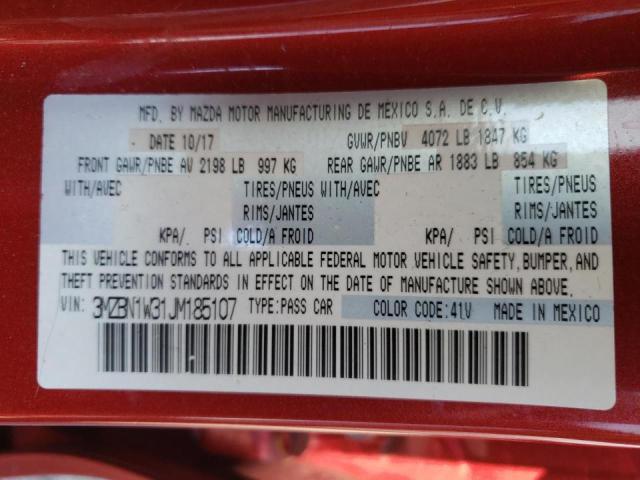 MFD. BY MAZDA MOTOR MANUFACTURING DE MEXICO S.A. DE C.V.
DATE 10/17 GVWR/PNBV 4072 LB 1847 KG
FRONT GAWR/PNBE AV 2198 LB 997 KG REAR GAWR/PNBE AR 1883 LB 854 KG
WITH/AVEC TIRES/PNEUS WITH/AVEC TIRES/PNEUS
RIMS/JANTES RIMS/JANTES
KPA/ PSI COLD/A FROID KPA/ PSI COLD/A FROID
THIS VEHICLE CONFORMS TO ALL APPLICABLE FEDERAL MOTOR VEHICLE SAFETY, BUMPER, AND
THEFT PREVENTION STANDARDS IN EFFECT ON THE DATE OF MANUFACTURE SHOWN ABOVE.
VIN: 3MZBN1W31JM185107 TYPE:PASS CAR COLOR CODE:41V MADE IN MEXICO